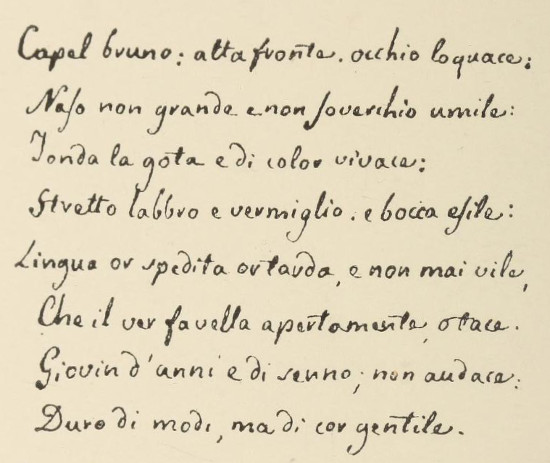 Capel bruno: alta fronte. occhio loquace:
Naso non grande e non soverchio umile:
Tonda la gota e di color vivace:
Stretto labbro e vermiglio. e bocca esile:
Lingua or spedita or tarda, e non mai vile,
Che il ver favella apertamente, o tace.
Giovin d'anni e di senno; non audace:
Duro di modi, ma di cor gentile.